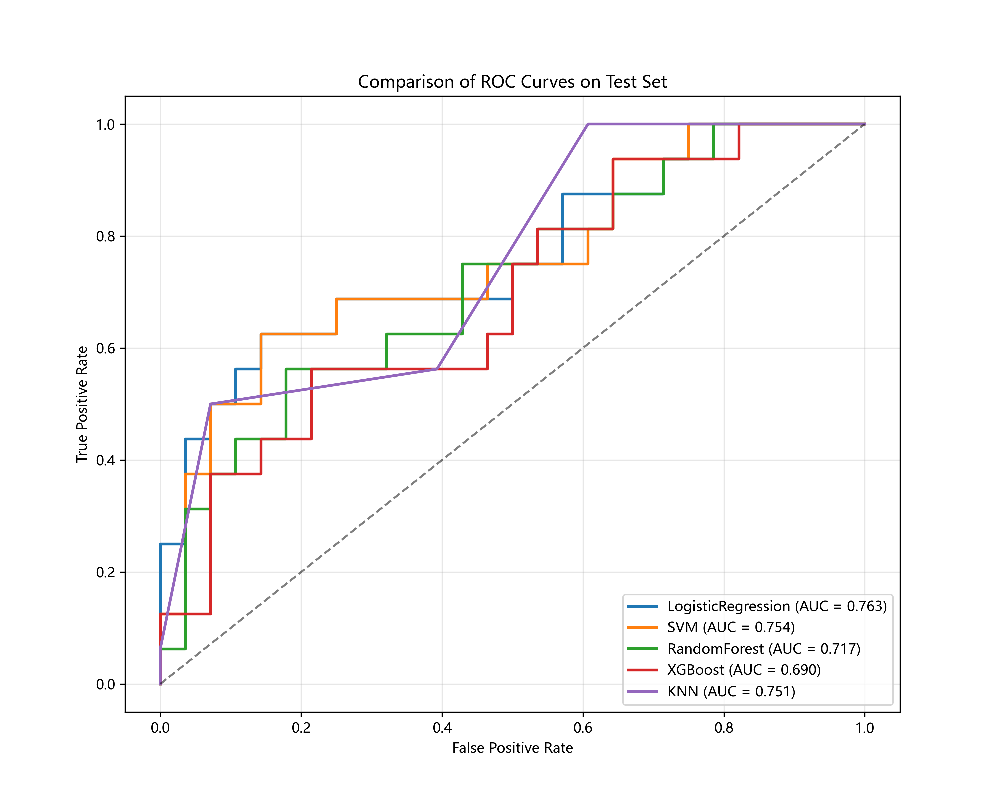 Comparison of ROC Curves on Test Set
True Positive Rate
1.0
0.8
0.6
0.4
0.2
0.0
0.0 0.2 0.4 0.6 0.8 1.0
False Positive Rate
LogisticRegression (AUC = 0.763)
SVM (AUC = 0.754)
RandomForest (AUC = 0.717)
XGBoost (AUC = 0.690)
KNN (AUC = 0.751)